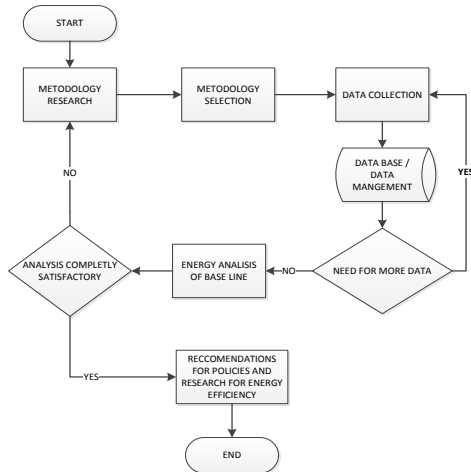 START
METODOLOGY
RESEARCH
METODOLOGY
SELECTION
DATA COLLECTION
DATA BASE /
DATA
MANGEMENT
YES
NO
ANALYSIS COMPLETLY
SATISFACTORY
ENERGY ANALISIS
OF BASE LINE
NO
NEED FOR MORE DATA
YES
RECCOMENDATIONS
FOR POLICIES AND
RESEARCH FOR ENERGY
EFFICIENCY
END